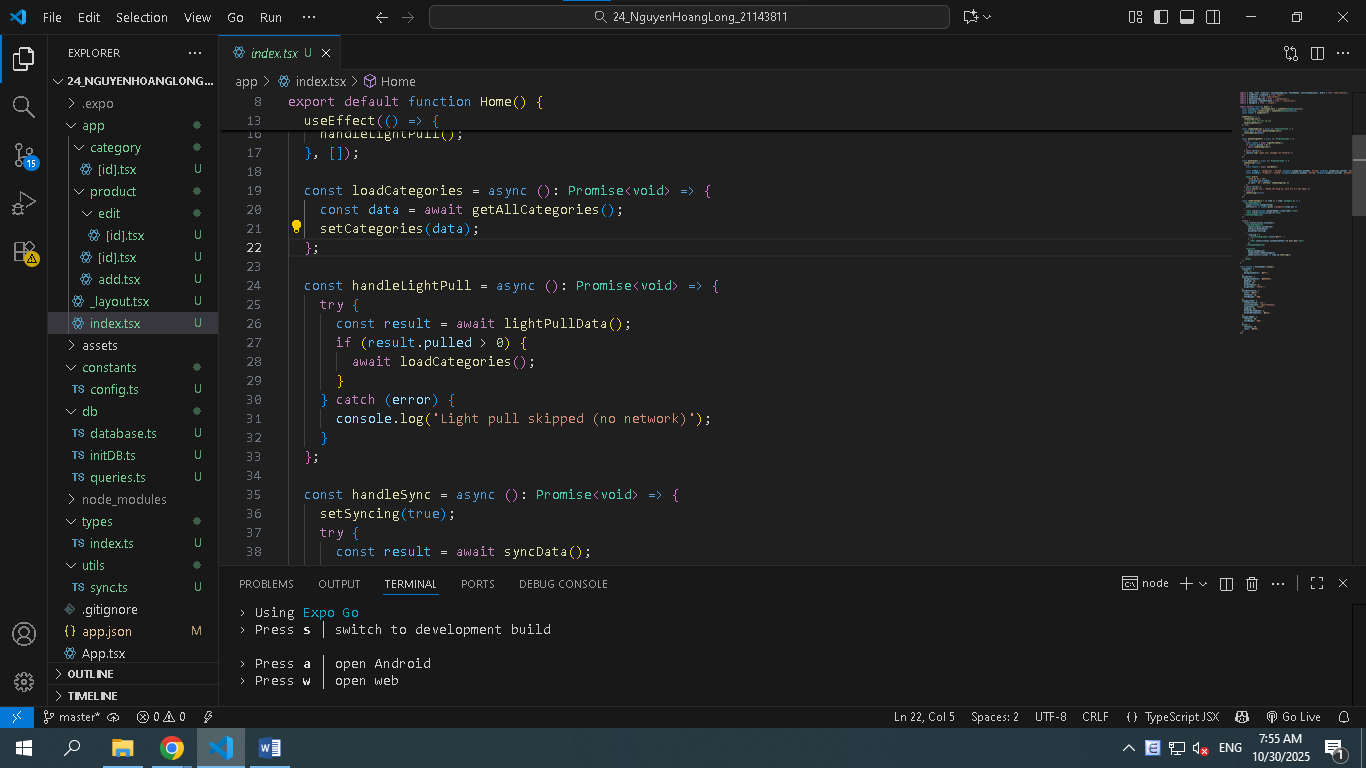 File Edit Selection View Go Run ···
24_NguyenHoangLong_21143811
EXPLORER
24_NGUYENHOANGLONG...
.expo
app
category
[id].tsx
product
edit
[id].tsx
[id].tsx
add.tsx
_layout.tsx
index.tsx
assets
constants
TS config.ts U
db
TS database.ts U
TS initDB.ts U
TS queries.ts U
node_modules
types
TS index.ts U
utils
TS sync.ts U
.gitignore
{} app.json M
App.tsx
OUTLINE
TIMELINE
15
index.tsx U
app > index.tsx > Home
8 export default function Home() {
13 useEffect(() => {
16 handleLightPull();
17 }, []);
18
19 const loadCategories = async (): Promise<void> => {
20 const data = await getAllCategories();
21 setCategories(data);
22 };
23
24 const handleLightPull = async (): Promise<void> => {
25 try {
26 const result = await lightPullData();
27 if (result.pulled > 0) {
28 await loadCategories();
29 }
30 } catch (error) {
31 console.log('Light pull skipped (no network)');
32 }
33 };
34
35 const handleSync = async (): Promise<void> => {
36 setSyncing(true);
37 try {
38 const result = await syncData();
PROBLEMS OUTPUT TERMINAL PORTS DEBUG CONSOLE
node
› Using Expo Go
› Press s │ switch to development build
› Press a │ open Android
› Press w │ open web
master* 0 0
Ln 22, Col 5 Spaces: 2 UTF-8 CRLF {} TypeScript JSX Go Live
ENG
7:55 AM
10/30/2025
1